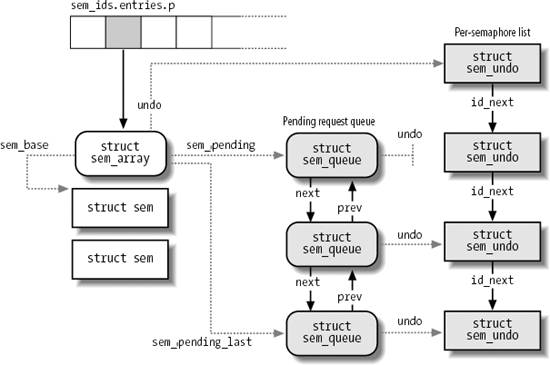 sem_ids.entries.p
Per-semaphore list
struct
sem_undo
undo
id_next
Pending request queue
sem_base
struct
sem_array
sem_pending
struct
sem_queue
undo
struct
sem_undo
next
prev
id_next
struct sem
struct
sem_queue
undo
struct
sem_undo
struct sem
next
prev
id_next
sem_pending_last
struct
sem_queue
undo
struct
sem_undo